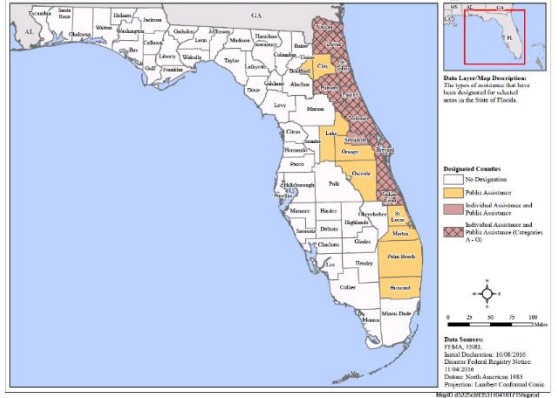 GA
AL
MS
AL
GA
LA
FL
Escambia
Santa
Rosa
Okaloosa
Walton
Holmes
Washington
Jackson
Bay
Calhoun
Gulf
Liberty
Franklin
Gadsden
Leon
Wakulla
Jefferson
Madison
Taylor
Hamilton
Suwannee
Lafayette
Dixie
Columbia
Baker
Union
Bradford
Gilchrist
Alachua
Levy
Nassau
Duval
Clay
St.
Johns
Putnam
Flagler
Marion
Volusia
Citrus
Lake
Seminole
Hernando
Orange
Brevard
Pasco
Osceola
Hillsborough
Polk
Pinellas
Indian
River
Manatee
Hardee
Highlands
Okeechobee
St.
Lucie
Sarasota
DeSoto
Martin
Charlotte
Glades
Palm Beach
Lee
Hendry
Collier
Broward
Monroe
Miami-Dade
Data Layer/Map Description:
The types of assistance that have
been designated for selected
areas in the State of Florida.
Designated Counties
No Designation
Public Assistance
Individual Assistance and
Public Assistance
Individual Assistance and
Public Assistance (Categories
A - G)
N
0 25 50 100
Miles
Data Sources:
FEMA, ESRI;
Initial Declaration: 10/08/2016
Disaster Federal Registry Notice:
11/04/2016
Datum: North American 1983
Projection: Lambert Conformal Conic